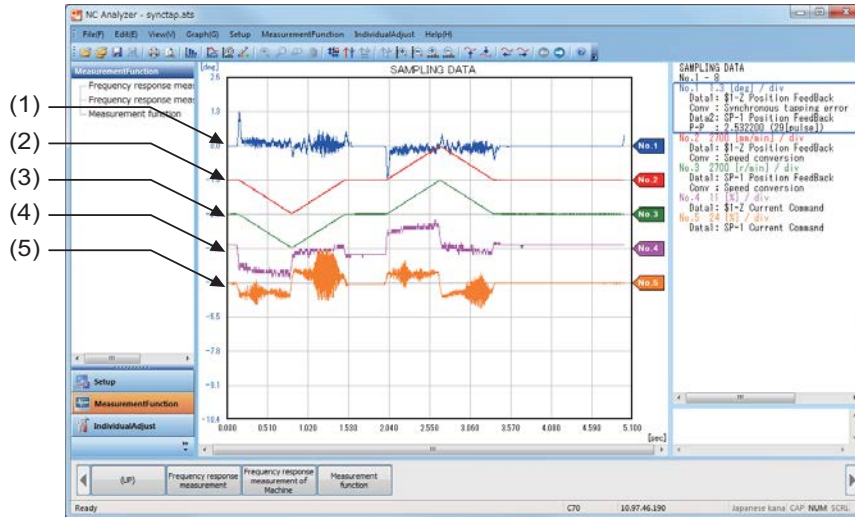 NC Analyzer - synctap.ats
File(F) Edit(E) View(V) Graph(G) Setup MeasurementFunction IndividualAdjust Help(H)
MeasurementFunction
Frequency response meas
Frequency response meas
Measurement function
(1)
(2)
(3)
(4)
(5)
[deg]
SAMPLING DATA
2.6
1.3
0.0
-6.5
-7.8
-9.1
-10.4
0.000 0.510 1.020 1.530 2.040 2.550 3.060 3.570 4.080 4.590 5.100
[sec]
No.1
No.2
No.3
No.4
No.5
SAMPLING DATA
No.1 - 8
No.1 1.3 [deg] / div
Data1: $1-Z Position FeedBack
Conv : Synchronous tapping error
Data2: SP-1 Position FeedBack
P-P : 2.532200 (29[pulse])
No.2 2700 [mm/min] / div
Data1: $1-Z Position FeedBack
Conv : Speed conversion
No.3 2700 [r/min] / div
Data1: SP-1 Position FeedBack
Conv : Speed conversion
No.4 11 [%] / div
Data1: $1-Z Current Command
No.5 24 [%] / div
Data1: SP-1 Current Command
Setup
MeasurementFunction
IndividualAdjust
(UP)
Frequency response measurement
Frequency response measurement of Machine
Measurement function
Ready
C70 10.97.46.190 Japanese kana CAP NUM SCRL